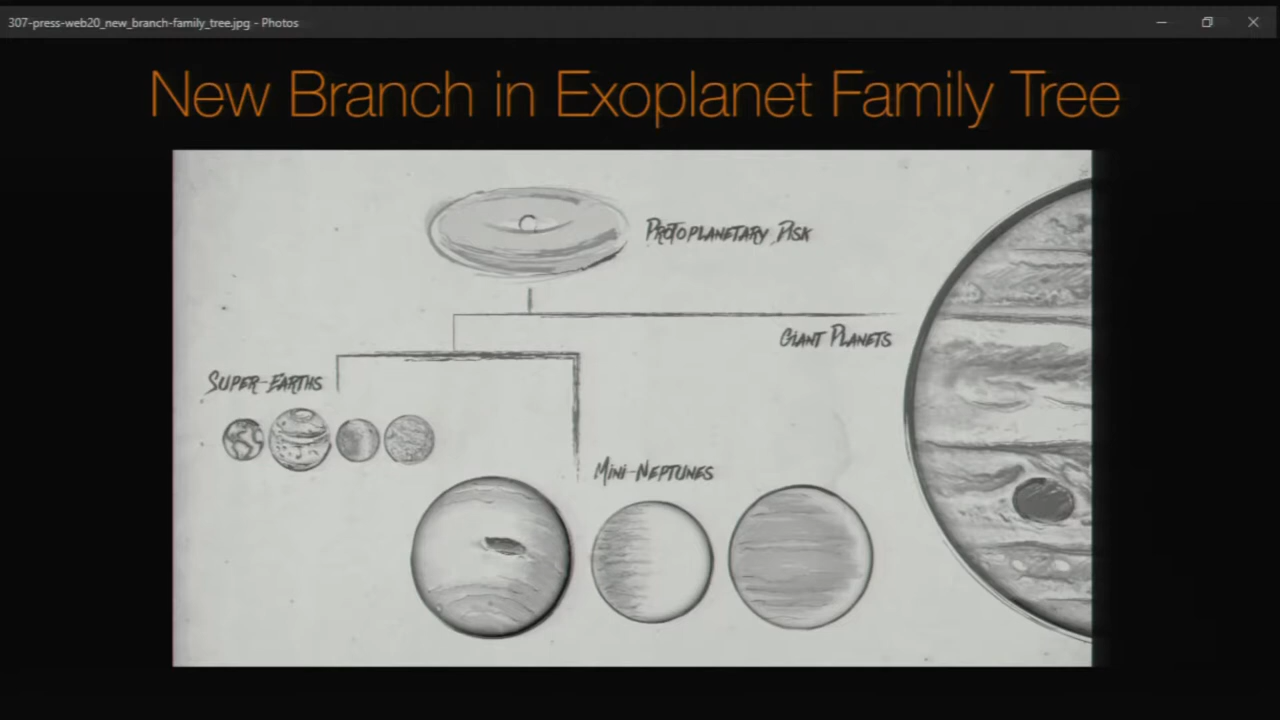 307-press-web20_new_branch-family_tree.jpg - Photos
New Branch in Exoplanet Family Tree
Protoplanetary Disk
Giant Planets
Super-Earths
Mini-Neptunes